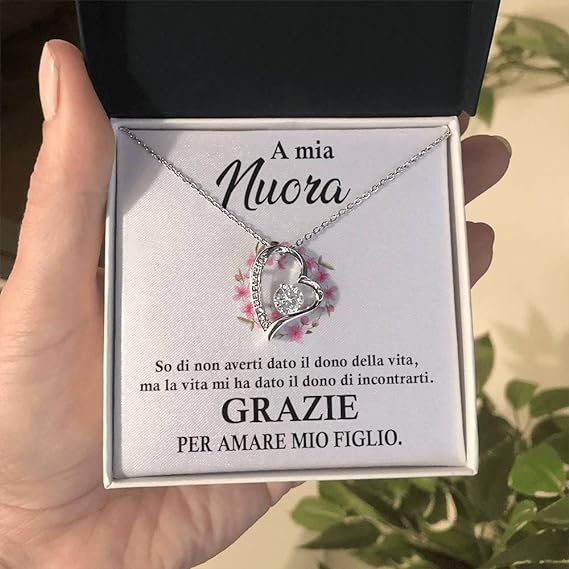 A mia
Nuora
So di non averti dato il dono della vita,
ma la vita mi ha dato il dono di incontrarti.
GRAZIE
PER AMARE MIO FIGLIO.